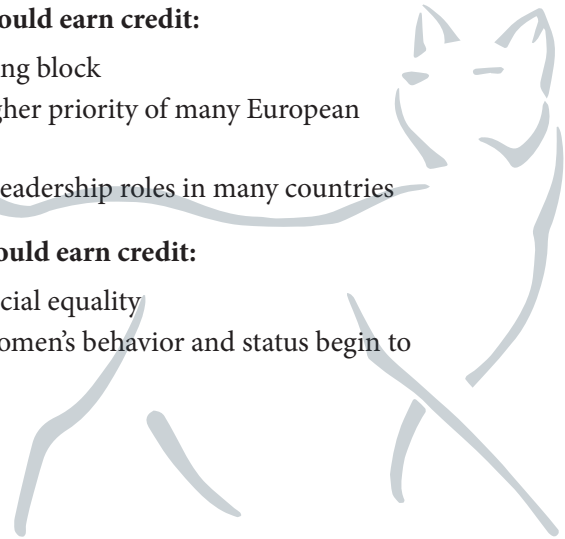 ould earn credit:
ng block
gher priority of many European
eadership roles in many countries
ould earn credit:
cial equality
omen’s behavior and status begin to